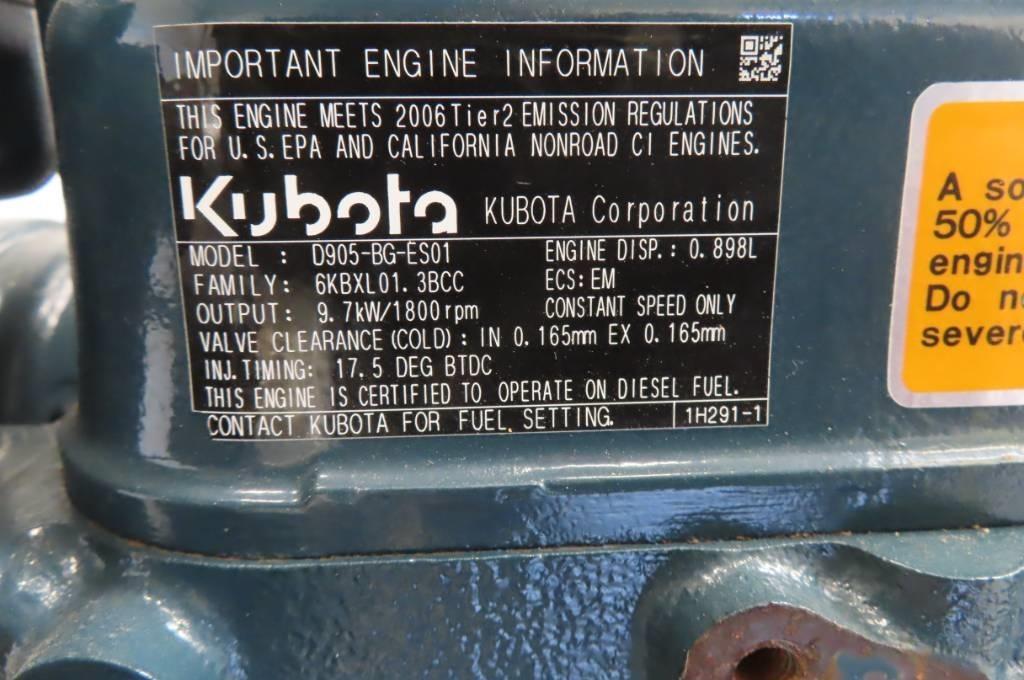 IMPORTANT ENGINE INFORMATION
THIS ENGINE MEETS 2006 Tier2 EMISSION REGULATIONS
FOR U.S. EPA AND CALIFORNIA NONROAD CI ENGINES.
Kubota KUBOTA Corporation
MODEL : D905-BG-ES01 ENGINE DISP.: 0.898L
FAMILY: 6KBXL01.3BCC ECS: EM
OUTPUT: 9.7kW/1800rpm CONSTANT SPEED ONLY
VALVE CLEARANCE (COLD) : IN 0.165mm EX 0.165mm
INJ. TIMING: 17.5 DEG BTDC
THIS ENGINE IS CERTIFIED TO OPERATE ON DIESEL FUEL.
CONTACT KUBOTA FOR FUEL SETTING. 1H291-1
A so
50%
engin
Do n
sever